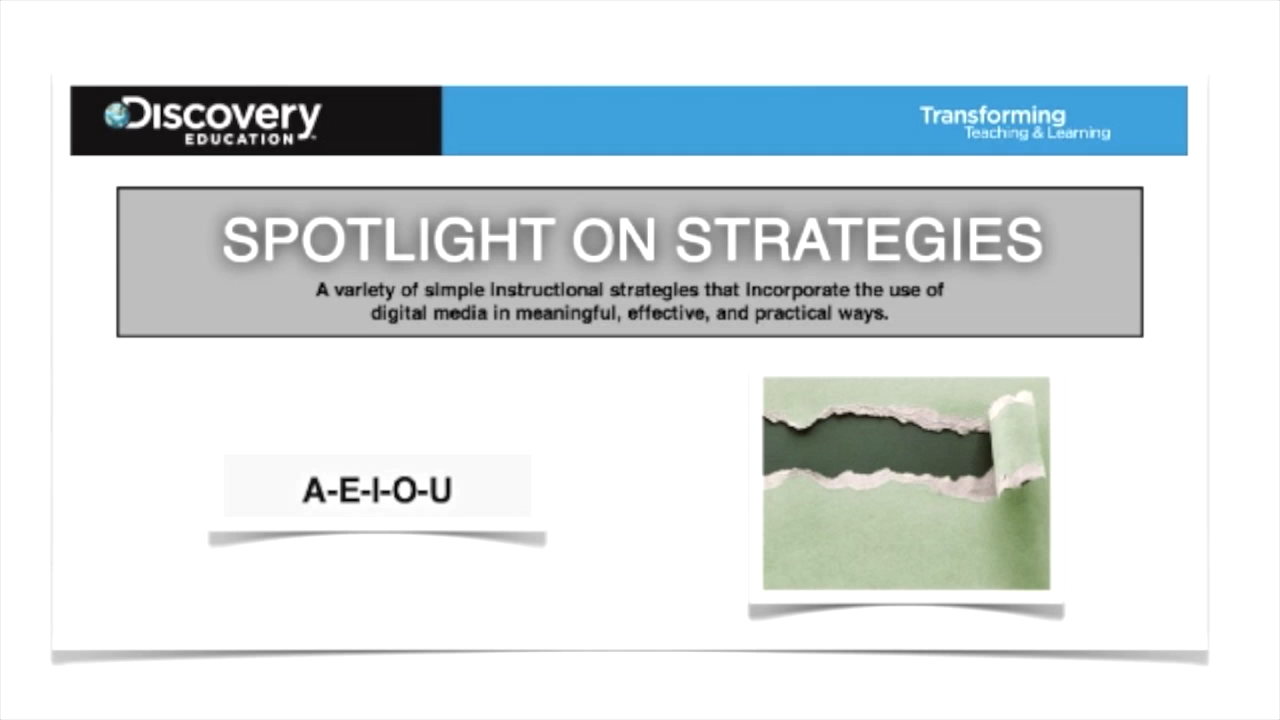 Discovery
EDUCATION™
Transforming
Teaching & Learning
SPOTLIGHT ON STRATEGIES
A variety of simple instructional strategies that incorporate the use of
digital media in meaningful, effective, and practical ways.
A-E-I-O-U